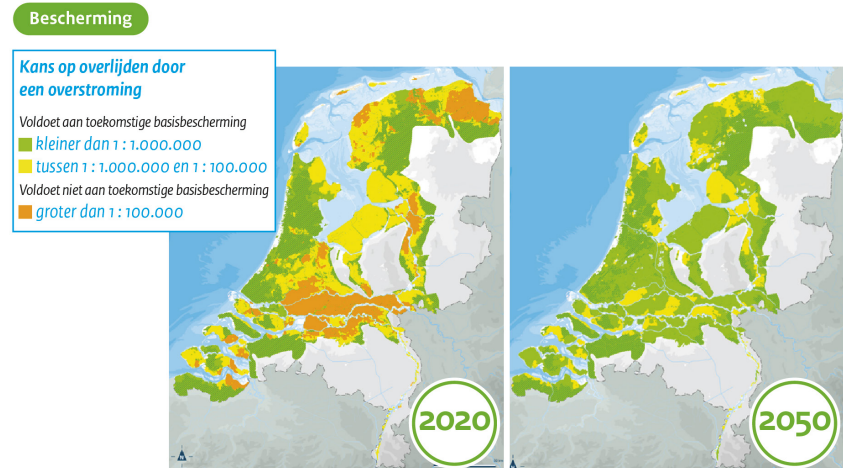 Bescherming
Kans op overlijden door
een overstroming
Voldoet aan toekomstige basisbescherming
kleiner dan 1 : 1.000.000
tussen 1 : 1.000.000 en 1 : 100.000
Voldoet niet aan toekomstige basisbescherming
groter dan 1 : 100.000
2020
2050